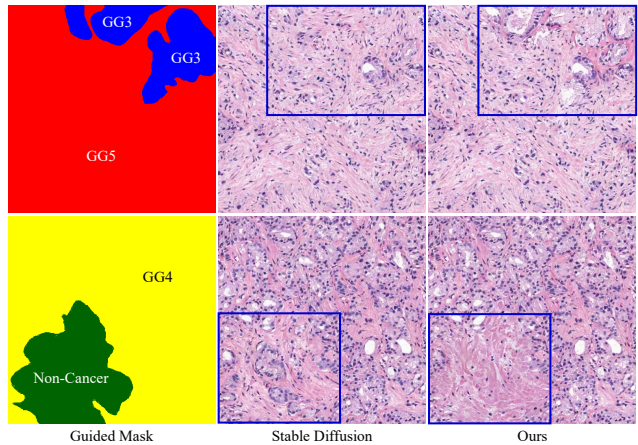 GG3
GG3
GG5
GG4
Non-Cancer
Guided Mask
Stable Diffusion
Ours